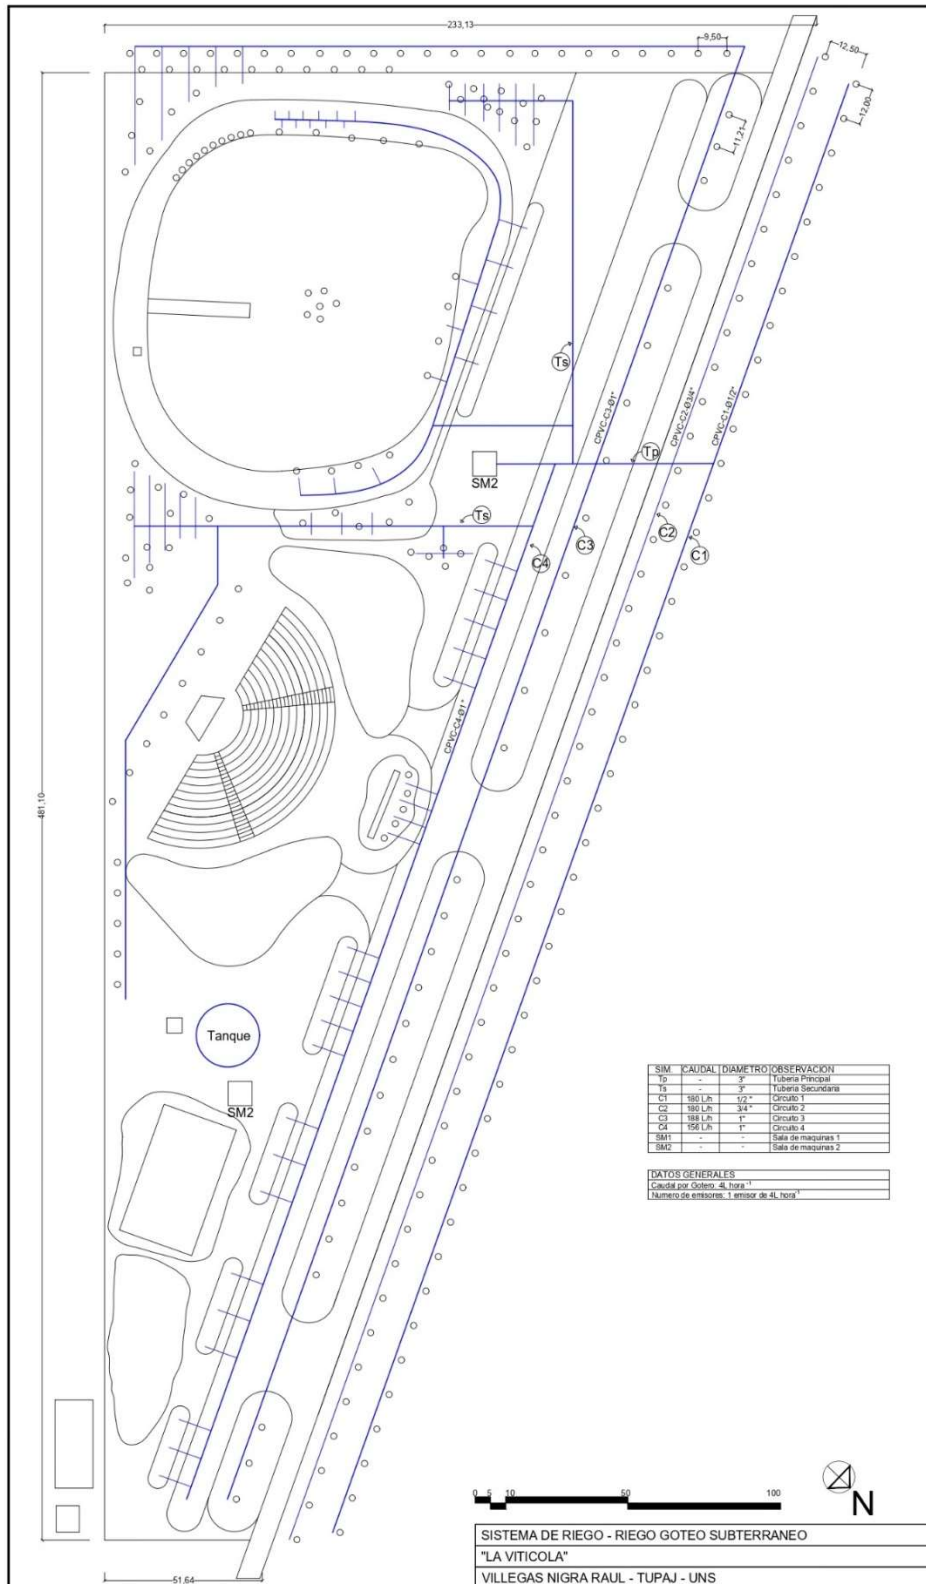 233,13
9,50
12,50
12,00
11,21
481,10
Ts
CPVC-C3-Ø1"
CPVC-C2-Ø3/4"
CPVC-C1-Ø1/2"
Tp
SM2
Ts
C4
C3
C2
C1
CPVC-C4-Ø1"
Tanque
SM2
SIM. CAUDAL DIAMETRO OBSERVACION
Tp - 3" Tuberia Principal
Ts - 3" Tuberia Secundaria
C1 180 L/h 1/2 " Circuito 1
C2 180 L/h 3/4 " Circuito 2
C3 188 L/h 1" Circuito 3
C4 156 L/h 1" Circuito 4
SM1 - - Sala de maquinas 1
SM2 - - Sala de maquinas 2
DATOS GENERALES
Caudal por Gotero: 4L hora -1
Numero de emisores: 1 emisor de 4L hora-1
0 5 10 50 100
N
SISTEMA DE RIEGO - RIEGO GOTEO SUBTERRANEO
"LA VITICOLA"
VILLEGAS NIGRA RAUL - TUPAJ - UNS
51,64